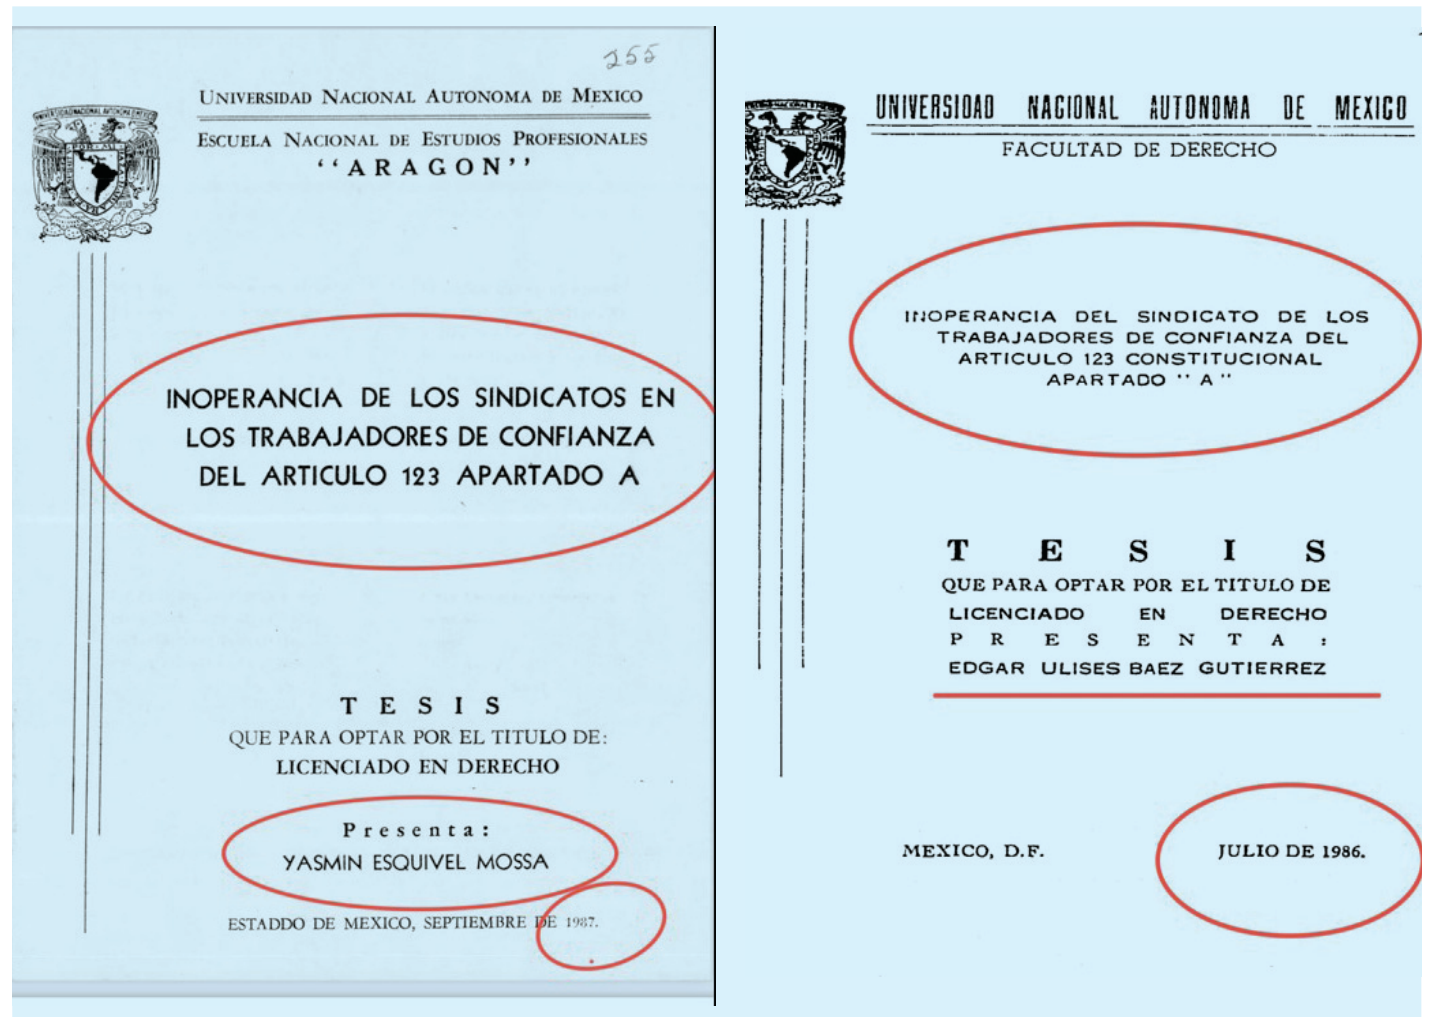 255
UNIVERSIDAD NACIONAL AUTONOMA DE MEXICO
ESCUELA NACIONAL DE ESTUDIOS PROFESIONALES
"ARAGON"
INOPERANCIA DE LOS SINDICATOS EN
LOS TRABAJADORES DE CONFIANZA
DEL ARTICULO 123 APARTADO A
TESIS
QUE PARA OPTAR POR EL TITULO DE:
LICENCIADO EN DERECHO
Presenta:
YASMIN ESQUIVEL MOSSA
ESTADDO DE MEXICO, SEPTIEMBRE DE 1987.
UNIVERSIDAD NACIONAL AUTONOMA DE MEXICO
FACULTAD DE DERECHO
INOPERANCIA DEL SINDICATO DE LOS
TRABAJADORES DE CONFIANZA DEL
ARTICULO 123 CONSTITUCIONAL
APARTADO "A"
TESIS
QUE PARA OPTAR POR EL TITULO DE
LICENCIADO EN DERECHO
PRESENTA:
EDGAR ULISES BAEZ GUTIERREZ
MEXICO, D.F. JULIO DE 1986.